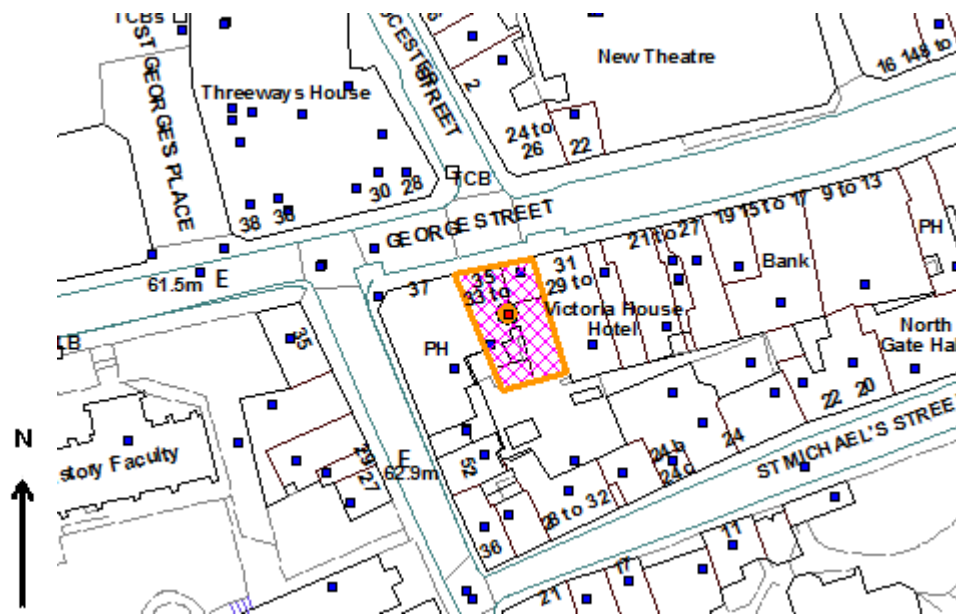 TCBs
ST GEORGES PLACE
Threeways House
STREET
2
New Theatre
16
148 to
24 to
26
22
TCB
30
28
38
36
GEORGE STREET
61.5m
E
37
35
33 to
31
29 to
Victoria House
Hotel
21 to
27
19
15 to 17
9 to 13
PH
Bank
North
Gate Hal
PH
35
N
story Faculty
29
27
E
62.9m
52
36
28 to 32
24b
24c
24
22
20
ST MICHAEL'S STREE
21
17
11